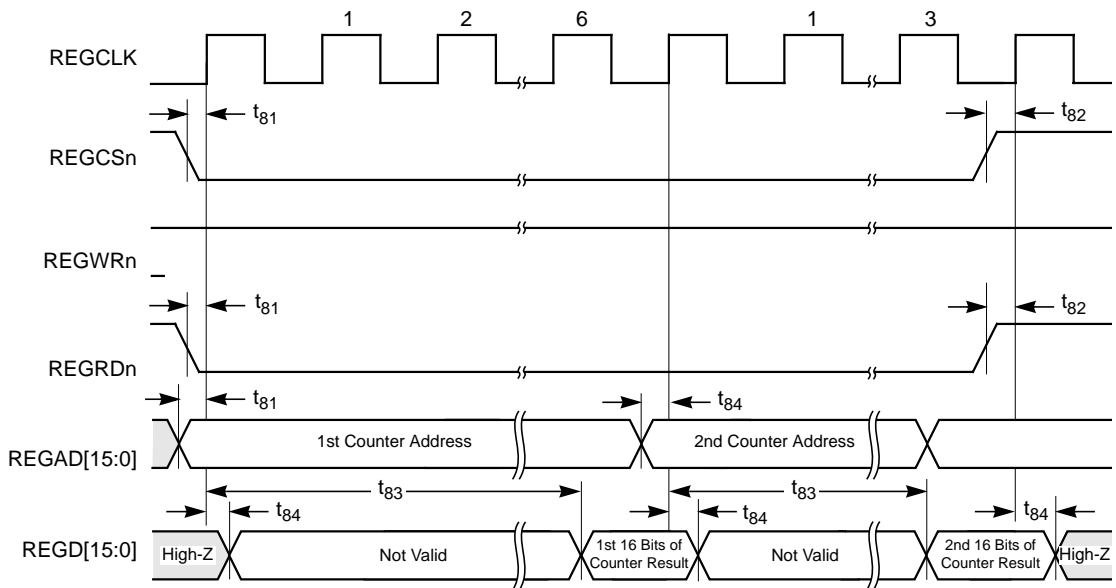 1 2 6 1 3
REGCLK
t81 t82
REGCSn
REGWRn
t81 t82
REGRDn
t81 t84
1st Counter Address 2nd Counter Address
REGAD[15:0]
t83 t83
t84 t84 t84
REGD[15:0] High-Z Not Valid 1st 16 Bits of Counter Result Not Valid 2nd 16 Bits of Counter Result High-Z